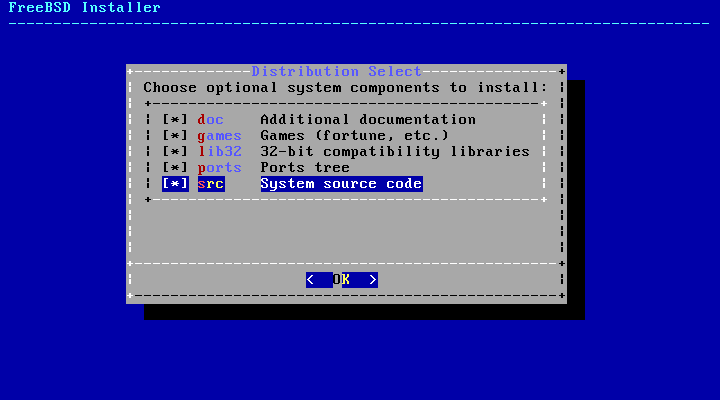 FreeBSD Installer
Distribution Select
Choose optional system components to install:
[*] doc Additional documentation
[*] games Games (fortune, etc.)
[*] lib32 32-bit compatibility libraries
[*] ports Ports tree
[*] src System source code
< OK >